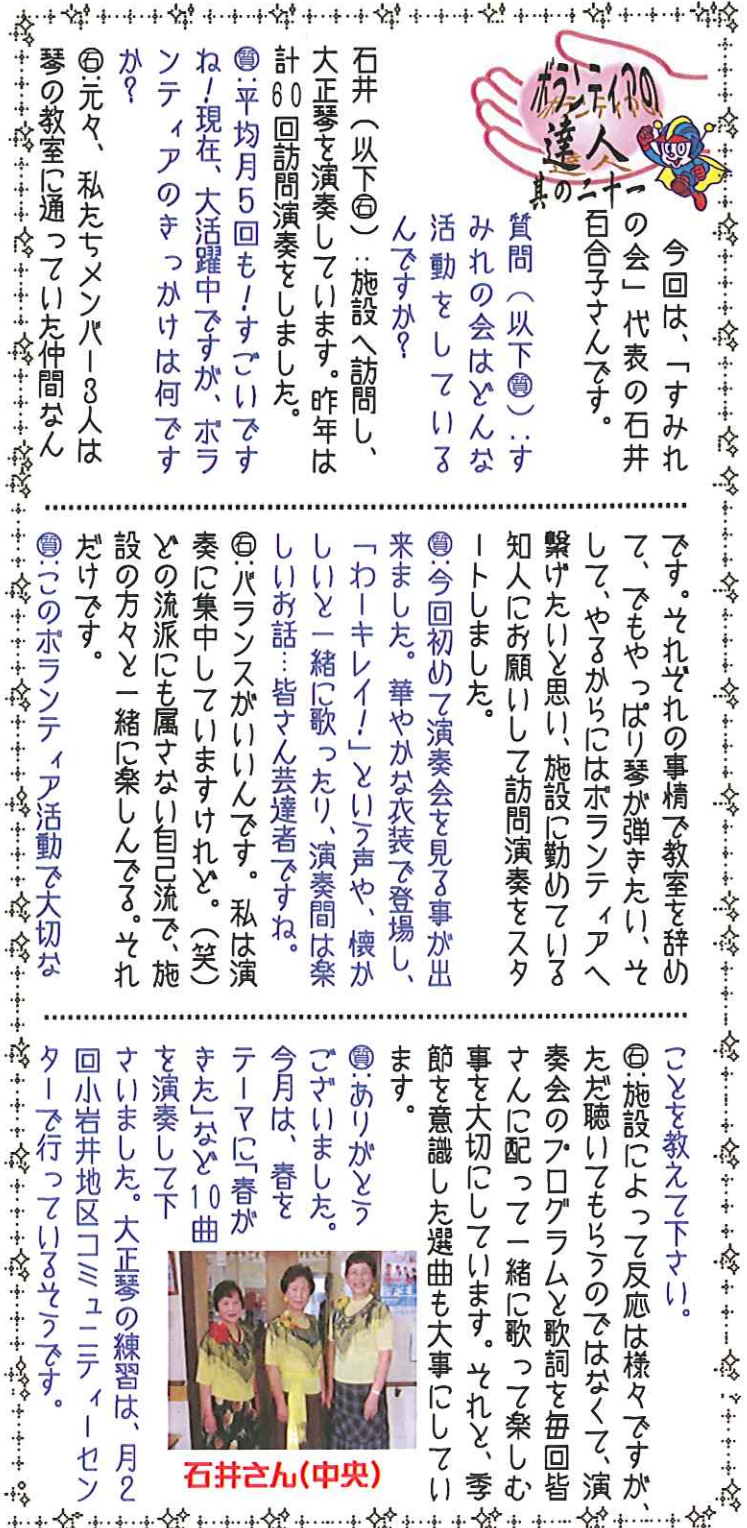 ボランティアの
達人
其の二十一
今回は、「すみれ
の会」代表の石井
百合子さんです。
質問（以下㊮）：す
みれの会はどんな
活動をしている
んですか？
石井（以下㊔）：施設へ訪問し、
大正琴を演奏しています。昨年は
計60回訪問演奏をしました。
㊮：平均月5回も！すごいです
ね！現在、大活躍中ですが、ボラ
ンティアのきっかけは何です
か？
㊔：元々、私たちメンバー3人は
琴の教室に通っていた仲間なん
です。それぞれの事情で教室を辞め
て、でもやっぱり琴が弾きたい、そ
して、やるからにはボランティアへ
繋げたいと思い、施設に勤めている
知人にお願いして訪問演奏をスタ
ートしました。
㊮：今回初めて演奏会を見る事が出
来ました。華やかな衣装で登場し、
「わーキレイ！」という声や、懐か
しいと一緒に歌ったり、演奏間は楽
しいお話…皆さん芸達者ですね。
㊔：バランスがいいんです。私は演
奏に集中していますけれど。（笑）
どの流派にも属さない自己流で、施
設の方々と一緒に楽しんでる。それ
だけです。
㊮：このボランティア活動で大切な
ことを教えて下さい。
㊔：施設によって反応は様々ですが、
ただ聴いてもらうのではなくて、演
奏会のプログラムと歌詞を毎回皆
さんに配って一緒に歌って楽しむ
事を大切にしています。それと、季
節を意識した選曲も大事にしてい
ます。
㊮：ありがとう
ございました。
今月は、春を
テーマに「春が
きた」など10曲
を演奏して下
さいました。大正琴の練習は、月2
回小岩井地区コミュニティーセン
ターで行っているそうです。
石井さん(中央)